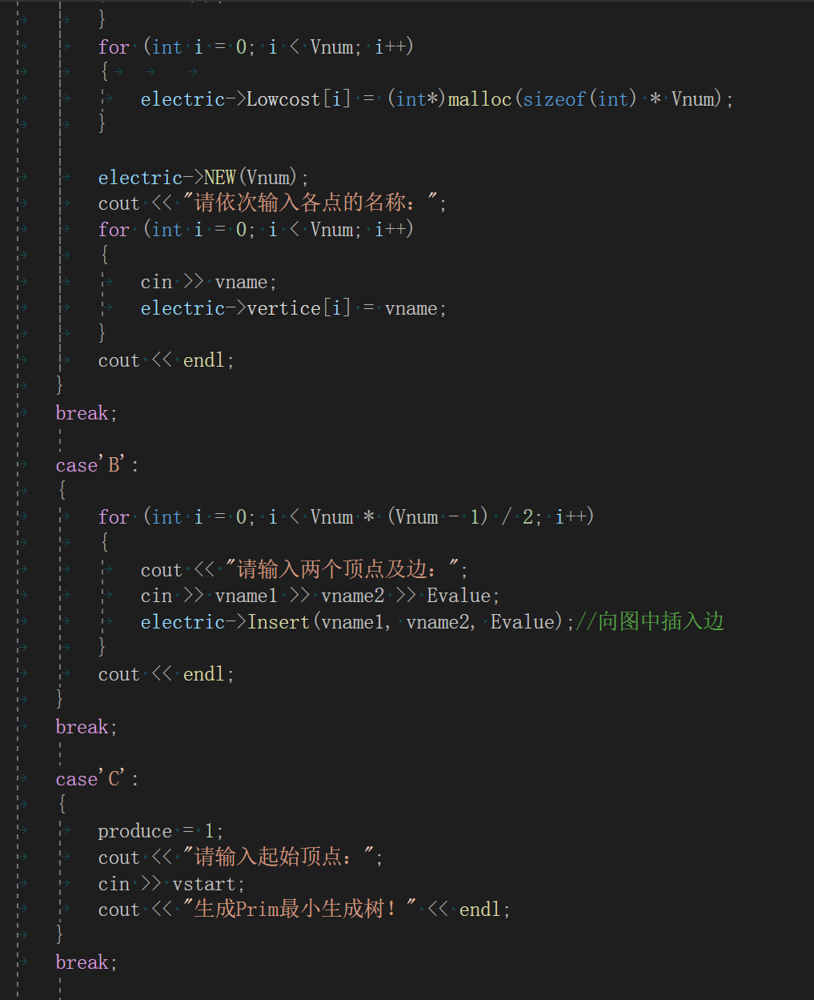 }
for (int i = 0; i < Vnum; i++)
{
electric->Lowcost[i] = (int*)malloc(sizeof(int) * Vnum);
}
electric->NEW(Vnum);
cout << "请依次输入各点的名称：";
for (int i = 0; i < Vnum; i++)
{
cin >> vname;
electric->vertice[i] = vname;
}
cout << endl;
}
break;
case'B':
{
for (int i = 0; i < Vnum * (Vnum - 1) / 2; i++)
{
cout << "请输入两个顶点及边：";
cin >> vname1 >> vname2 >> Evalue;
electric->Insert(vname1, vname2, Evalue);//向图中插入边
}
cout << endl;
}
break;
case'C':
{
produce = 1;
cout << "请输入起始顶点：";
cin >> vstart;
cout << "生成Prim最小生成树！" << endl;
}
break;